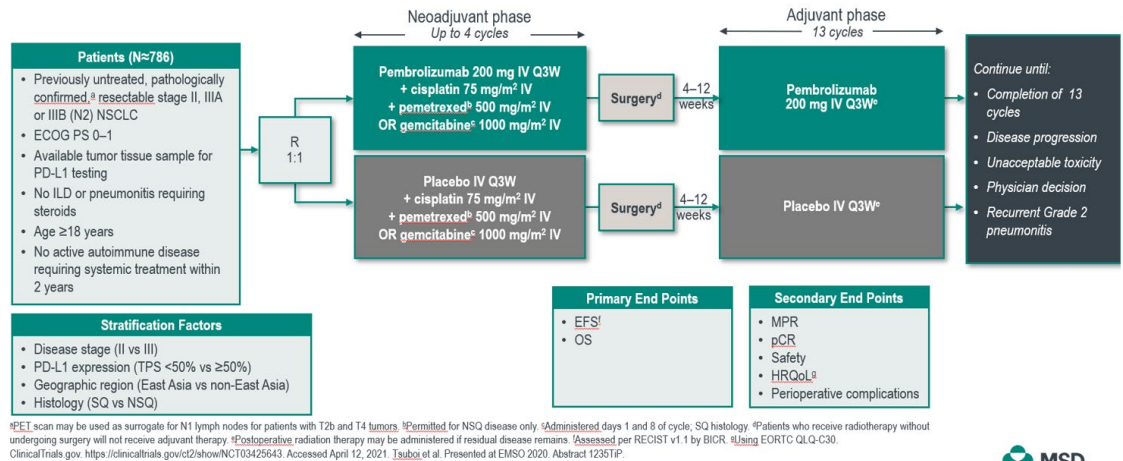 Neoadjuvant phase
Up to 4 cycles
Adjuvant phase
13 cycles
Patients (N≈786)
• Previously untreated, pathologically
confirmed,ª resectable stage II, IIIA
or IIIB (N2) NSCLC
• ECOG PS 0–1
• Available tumor tissue sample for
PD-L1 testing
• No ILD or pneumonitis requiring
steroids
• Age ≥18 years
• No active autoimmune disease
requiring systemic treatment within
2 years
R
1:1
Pembrolizumab 200 mg IV Q3W
+ cisplatin 75 mg/m² IV
+ pemetrexedᵇ 500 mg/m² IV
OR gemcitabineᶜ 1000 mg/m² IV
Surgeryᵈ
4–12
weeks
Pembrolizumab
200 mg IV Q3Wᵉ
Placebo IV Q3W
+ cisplatin 75 mg/m² IV
+ pemetrexedᵇ 500 mg/m² IV
OR gemcitabineᶜ 1000 mg/m² IV
Surgeryᵈ
4–12
weeks
Placebo IV Q3Wᵉ
Continue until:
• Completion of 13
cycles
• Disease progression
• Unacceptable toxicity
• Physician decision
• Recurrent Grade 2
pneumonitis
Stratification Factors
• Disease stage (II vs III)
• PD-L1 expression (TPS <50% vs ≥50%)
• Geographic region (East Asia vs non-East Asia)
• Histology (SQ vs NSQ)
Primary End Points
• EFSᶠ
• OS
Secondary End Points
• MPR
• pCR
• Safety
• HRQoLᵍ
• Perioperative complications
ªPET scan may be used as surrogate for N1 lymph nodes for patients with T2b and T4 tumors. ᵇPermitted for NSQ disease only. ᶜAdministered days 1 and 8 of cycle; SQ histology. ᵈPatients who receive radiotherapy without
undergoing surgery will not receive adjuvant therapy. ᵉPostoperative radiation therapy may be administered if residual disease remains. ᶠAssessed per RECIST v1.1 by BICR. ᵍUsing EORTC QLQ-C30.
ClinicalTrials.gov. https://clinicaltrials.gov/ct2/show/NCT03425643. Accessed April 12, 2021. Tsuboi et al. Presented at EMSO 2020. Abstract 1235TiP.
MSD